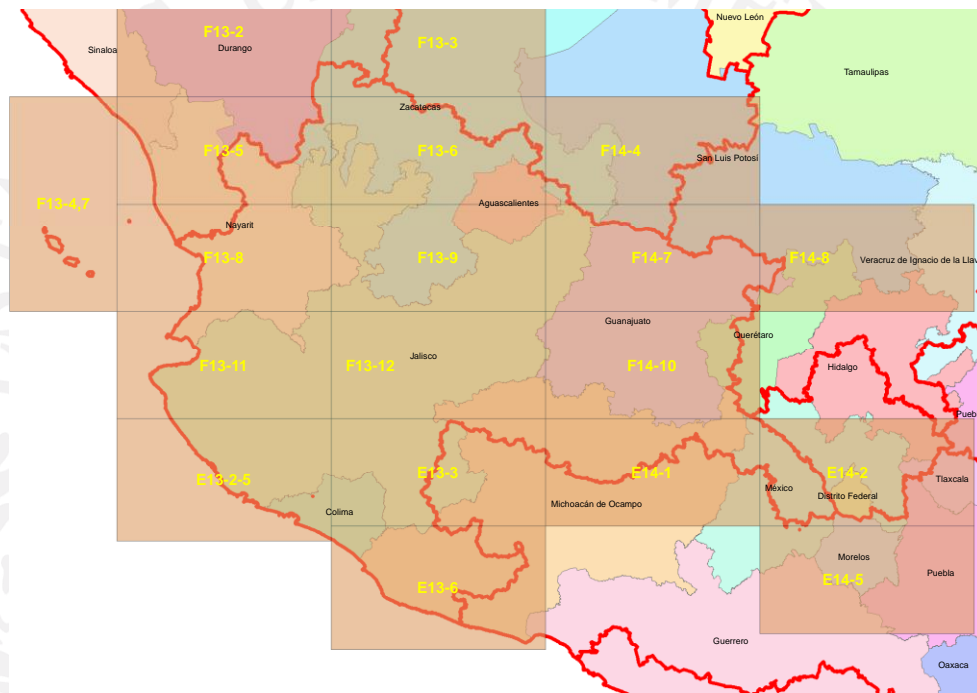 Nuevo León
F13-2
F13-3
Sinaloa
Durango
Tamaulipas
Zacatecas
F13-5
F13-6
F14-4
San Luis Potosí
F13-4,7
Aguascalientes
Nayarit
F13-8
F13-9
F14-7
F14-8
Veracruz de Ignacio de la Llav
Guanajuato
Querétaro
Jalisco
F13-11
F13-12
F14-10
Hidalgo
Pueb
E13-2-5
E13-3
E14-1
E14-2
Tlaxcala
México
Distrito Federal
Michoacán de Ocampo
Colima
Morelos
Puebla
E13-6
E14-5
Guerrero
Oaxaca